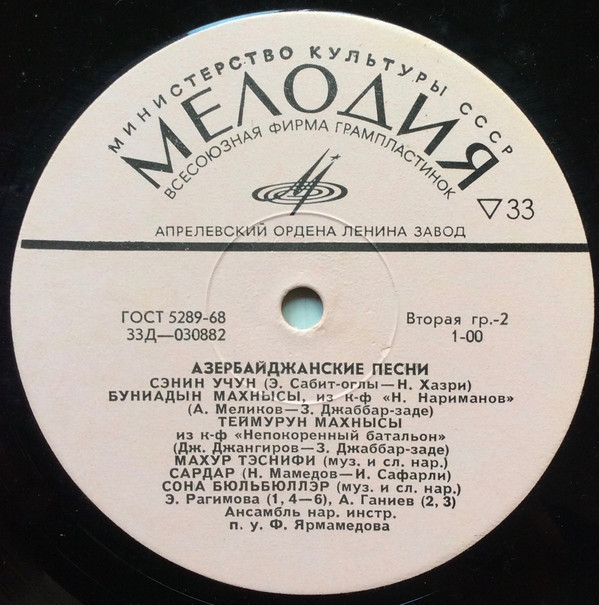 МИНИСТЕРСТВО КУЛЬТУРЫ СССР
МЕЛОДИЯ
ВСЕСОЮЗНАЯ ФИРМА ГРАМПЛАСТИНОК
▽33
АПРЕЛЕВСКИЙ ОРДЕНА ЛЕНИНА ЗАВОД
ГОСТ 5289-68
33Д—030882
Вторая гр.-2
1-00
АЗЕРБАЙДЖАНСКИЕ ПЕСНИ
СЭНИН УЧУН (Э. Сабит-оглы—Н. Хазри)
БУНИАДЫН МАХНЫСЫ, из к-ф «Н. Нариманов»
(А. Меликов—З. Джаббар-заде)
ТЕЙМУРУН МАХНЫСЫ
из к-ф «Непокоренный батальон»
(Дж. Джангиров—З. Джаббар-заде)
МАХУР ТЭСНИФИ (муз. и сл. нар.)
САРДАР (Н. Мамедов—И. Сафарли)
СОНА БЮЛЬБЮЛЛЭР (муз. и сл. нар.)
Э. Рагимова (1, 4—6), А. Ганиев (2, 3)
Ансамбль нар. инстр.
п. у. Ф. Ярмамедова